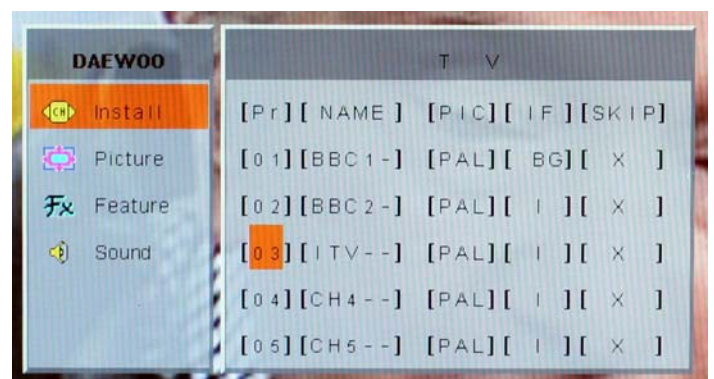 DAEWOO
Install
Picture
Feature
Sound
T V
[Pr][ NAME ] [PIC][ IF ][SKIP]
[01][BBC1-] [PAL][ BG][ X ]
[02][BBC2-] [PAL][ I ][ X ]
[03][ITV--] [PAL][ I ][ X ]
[04][CH4--] [PAL][ I ][ X ]
[05][CH5--] [PAL][ I ][ X ]